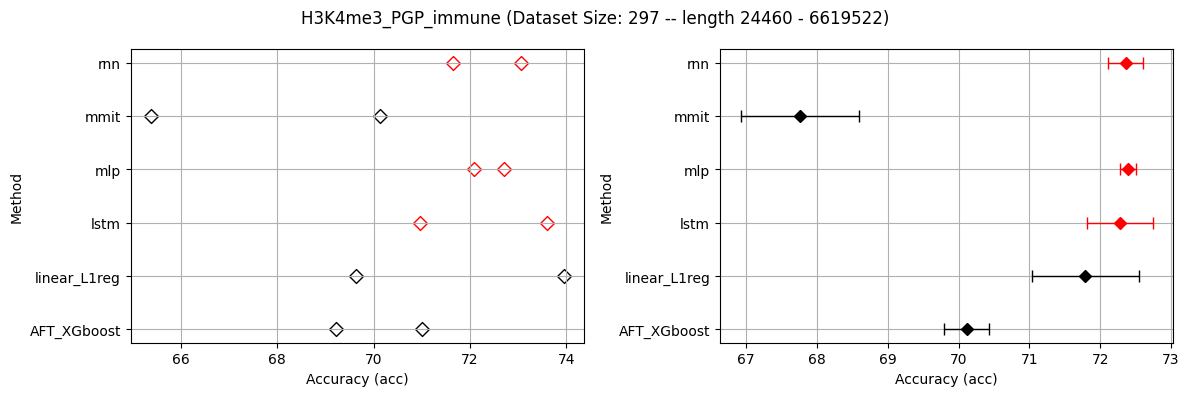 H3K4me3_PGP_immune (Dataset Size: 297 -- length 24460 - 6619522)
Method
rnn
mmit
mlp
lstm
linear_L1reg
AFT_XGboost
66 68 70 72 74
Accuracy (acc)
Method
rnn
mmit
mlp
lstm
linear_L1reg
AFT_XGboost
67 68 69 70 71 72 73
Accuracy (acc)